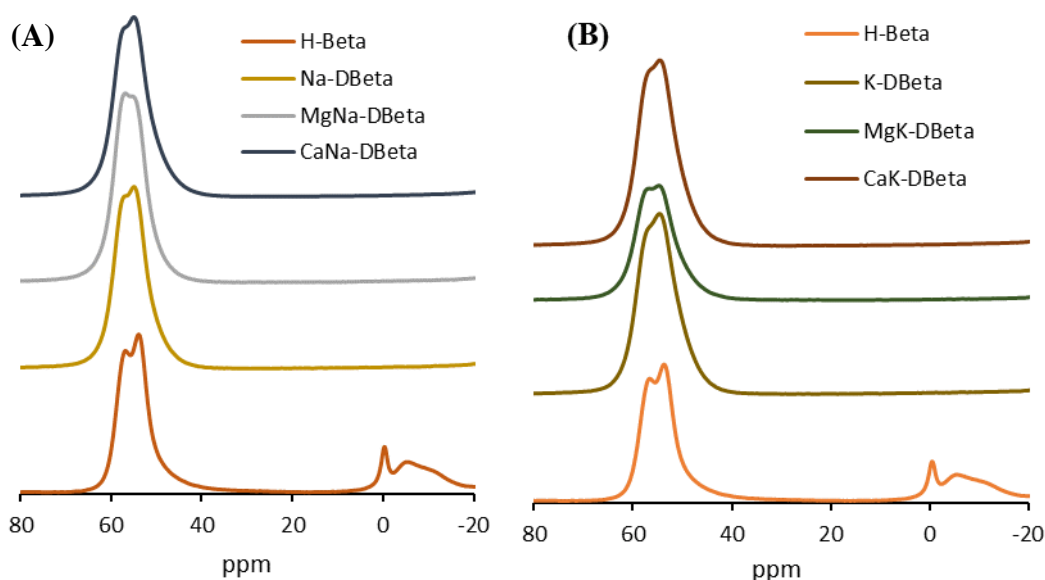 (A)
H-Beta
Na-DBeta
MgNa-DBeta
CaNa-DBeta
80 60 40 20 0 -20
ppm
(B)
H-Beta
K-DBeta
MgK-DBeta
CaK-DBeta
80 60 40 20 0 -20
ppm